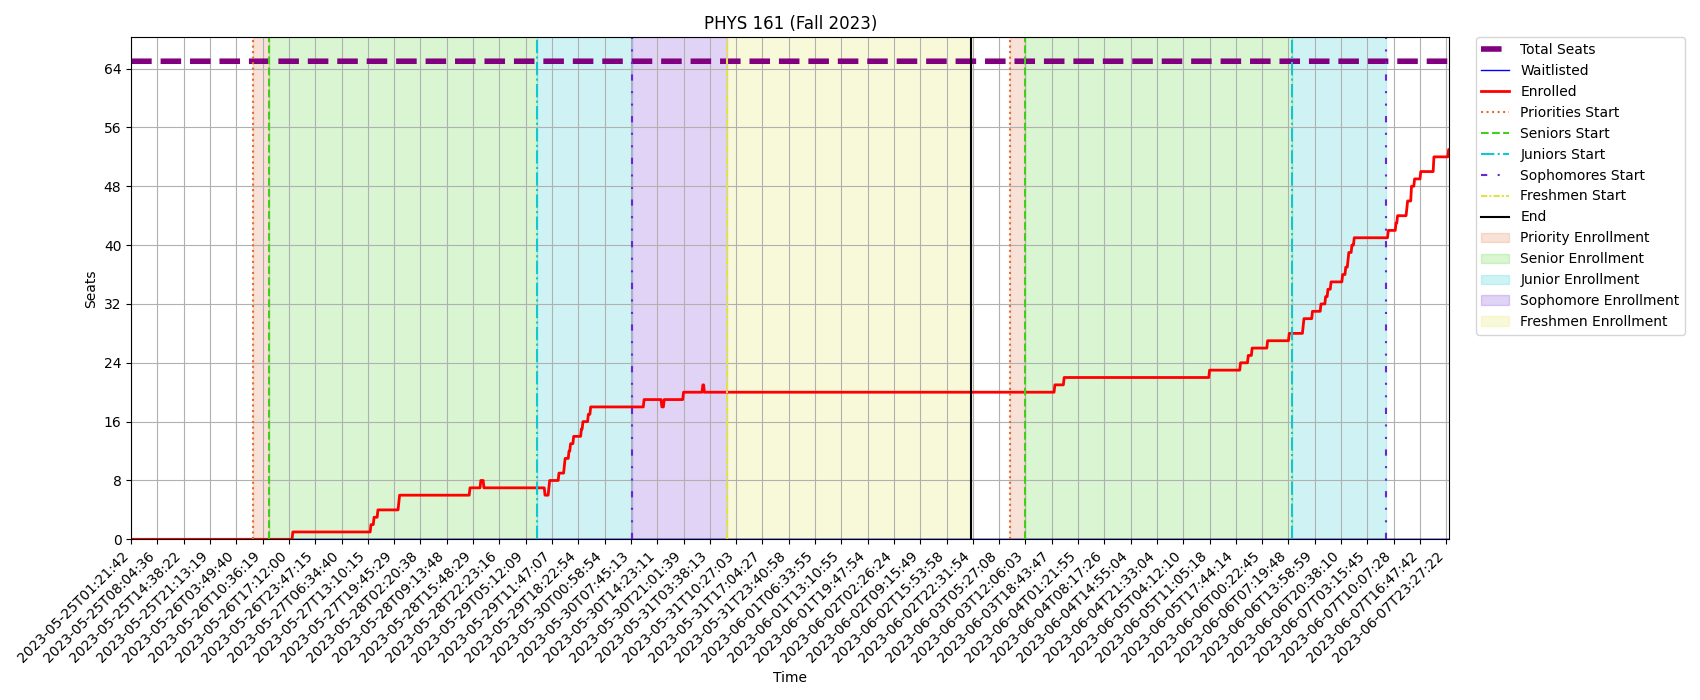 PHYS 161 (Fall 2023)
Seats
64
56
48
40
32
24
16
8
0
2023-05-25T01:21:42
2023-05-25T08:04:36
2023-05-25T14:38:22
2023-05-25T21:13:19
2023-05-26T03:49:40
2023-05-26T10:36:19
2023-05-26T17:12:00
2023-05-26T23:47:15
2023-05-27T06:34:40
2023-05-27T13:10:15
2023-05-27T19:45:29
2023-05-28T02:20:38
2023-05-28T09:13:48
2023-05-28T15:48:29
2023-05-28T22:23:16
2023-05-29T05:12:09
2023-05-29T11:47:07
2023-05-29T18:22:54
2023-05-30T00:58:54
2023-05-30T07:45:13
2023-05-30T14:23:11
2023-05-30T21:01:39
2023-05-31T03:38:13
2023-05-31T10:27:03
2023-05-31T17:04:27
2023-05-31T23:40:58
2023-06-01T06:33:55
2023-06-01T13:10:55
2023-06-01T19:47:54
2023-06-02T02:26:24
2023-06-02T09:15:49
2023-06-02T15:53:58
2023-06-02T22:31:54
2023-06-03T05:27:08
2023-06-03T12:06:03
2023-06-03T18:43:47
2023-06-04T01:21:55
2023-06-04T08:17:26
2023-06-04T14:55:04
2023-06-04T21:33:04
2023-06-05T04:12:10
2023-06-05T11:05:18
2023-06-05T17:44:14
2023-06-06T00:22:45
2023-06-06T07:19:48
2023-06-06T13:58:59
2023-06-06T20:38:10
2023-06-07T03:15:45
2023-06-07T10:07:28
2023-06-07T16:47:42
2023-06-07T23:27:22
Time
Total Seats
Waitlisted
Enrolled
Priorities Start
Seniors Start
Juniors Start
Sophomores Start
Freshmen Start
End
Priority Enrollment
Senior Enrollment
Junior Enrollment
Sophomore Enrollment
Freshmen Enrollment